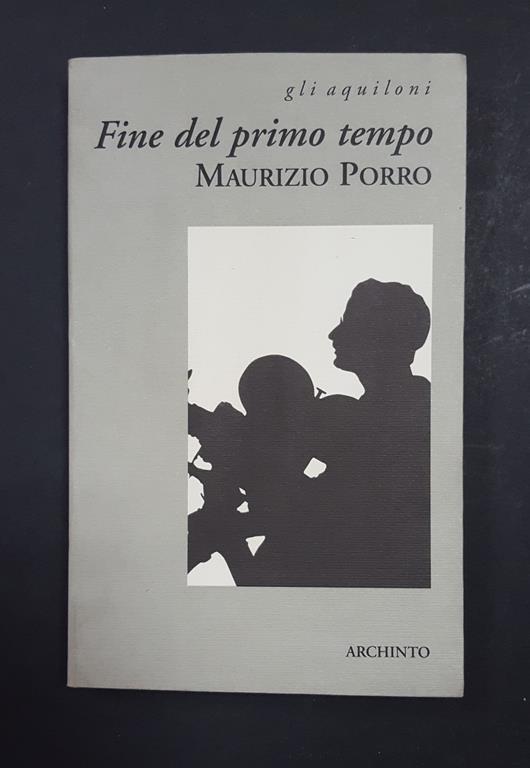 gli aquiloni
Fine del primo tempo
MAURIZIO PORRO
ARCHINTO